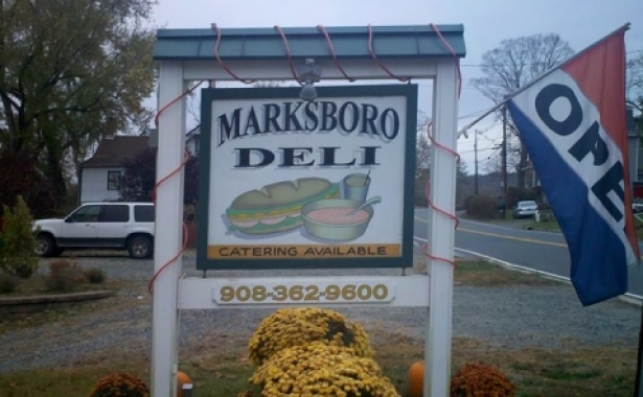 MARKSBORO
DELI
CATERING AVAILABLE
908-362-9600
OPE